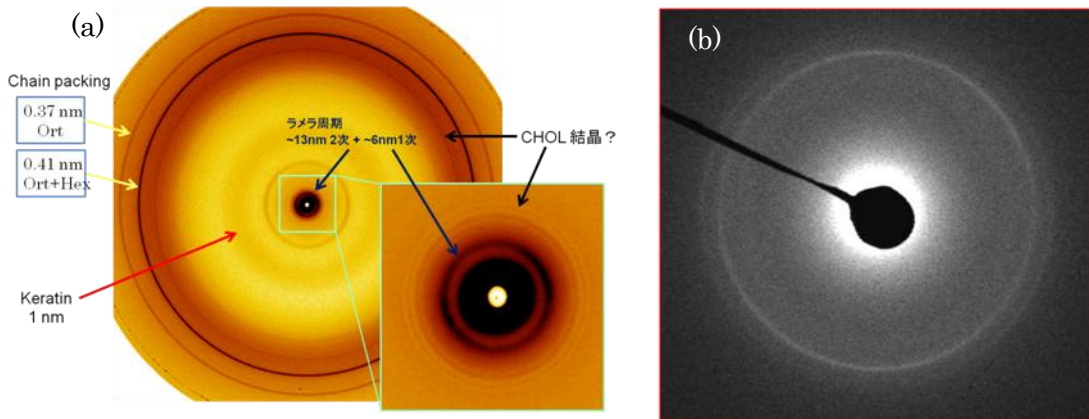 (a)
Chain packing
0.37 nm
Ort
0.41 nm
Ort+Hex
ラメラ周期
~13nm 2次 + ~6nm1次
CHOL 結晶？
Keratin
1 nm
(b)